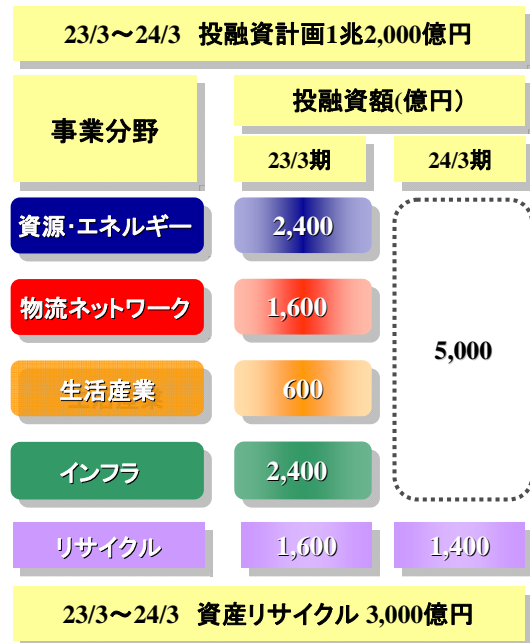 23/3～24/3 投融資計画1兆2,000億円
事業分野
投融資額(億円)
23/3期
24/3期
資源・エネルギー
2,400
物流ネットワーク
1,600
5,000
生活産業
600
インフラ
2,400
リサイクル
1,600
1,400
23/3～24/3 資産リサイクル 3,000億円